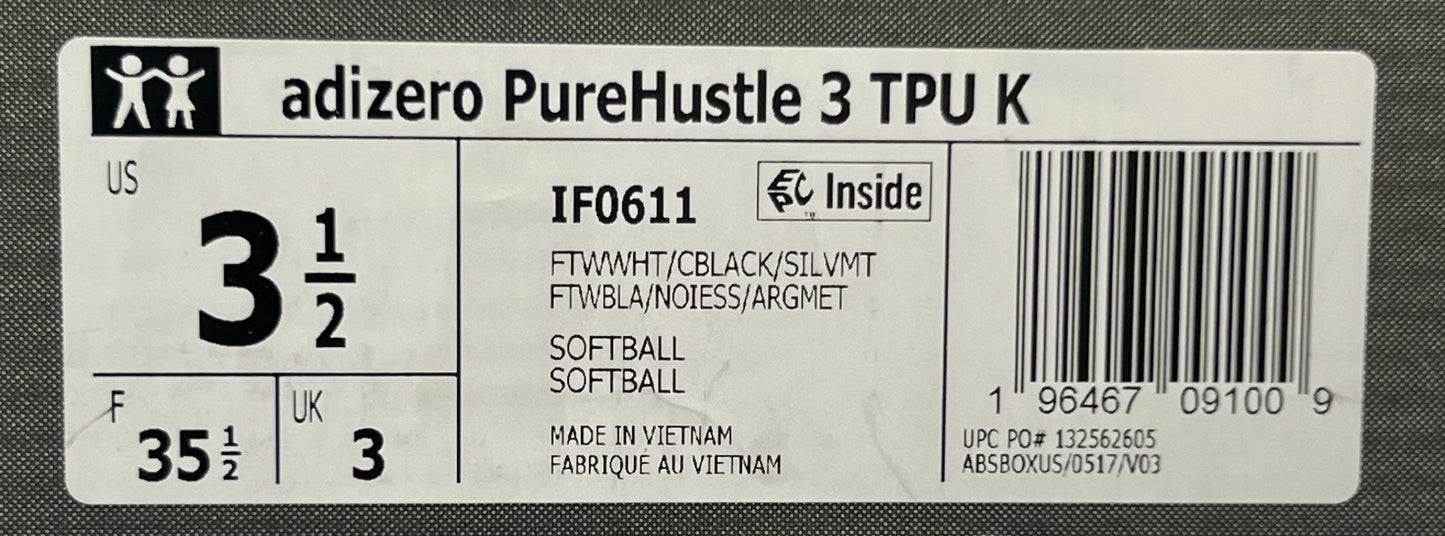 adizero PureHustle 3 TPU K
US
3 1/2
F
35 1/2
UK
3
IF0611
EPC Inside
TM
FTWWHT/CBLACK/SILVMT
FTWBLA/NOIESS/ARGMET
SOFTBALL
SOFTBALL
MADE IN VIETNAM
FABRIQUÉ AU VIETNAM
1 96467 09100 9
UPC PO# 132562605
ABSBOXUS/0517/V03